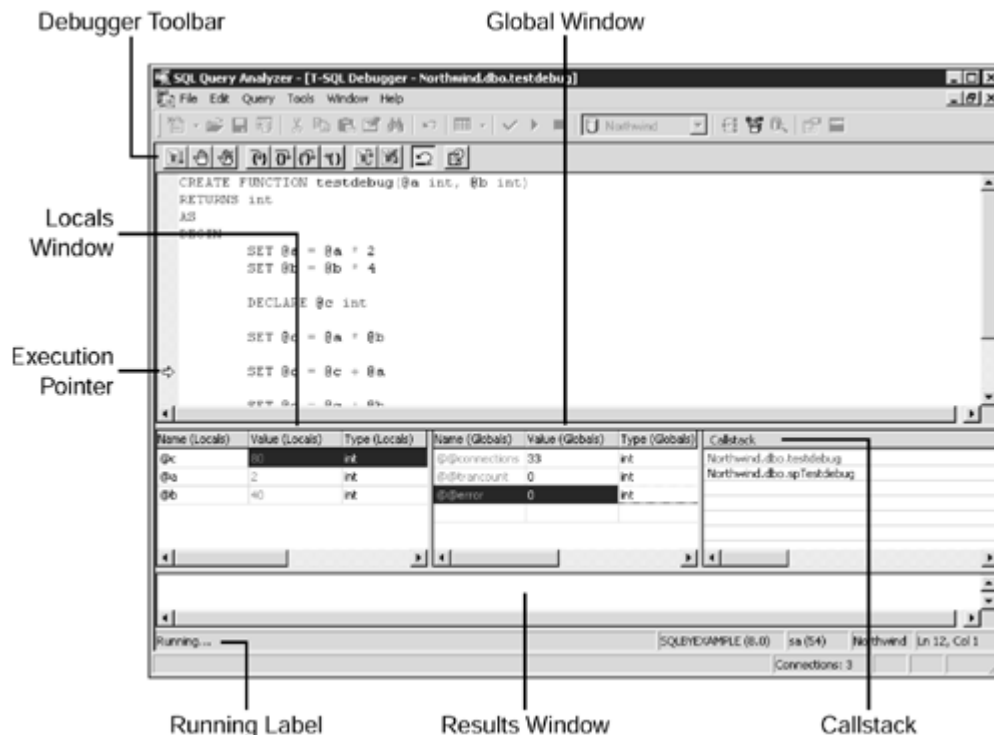 Debugger Toolbar
Global Window
SQL Query Analyzer - [T-SQL Debugger - Northwind.dbo.testdebug]
File Edit Query Tools Window Help
Northwind
CREATE FUNCTION testdebug(@a int, @b int)
RETURNS int
AS
BEGIN
SET @a = @a * 2
SET @b = @b * 4
DECLARE @c int
SET @c = @a * @b
SET @c = @c + @a
SET @c = @c + @b
Locals
Window
Execution
Pointer
Name (Locals) Value (Locals) Type (Locals)
@c 80 int
@a 2 int
@b 40 int
Name (Globals) Value (Globals) Type (Globals)
@@connections 33 int
@@trancount 0 int
@@error 0 int
Callstack
Northwind.dbo.testdebug
Northwind.dbo.spTestdebug
Running...
SQLBYEXAMPLE (8.0) sa (54) Northwind Ln 12, Col 1
Connections: 3
Running Label
Results Window
Callstack